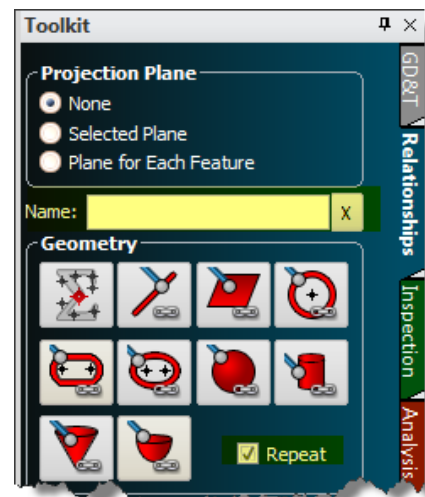 Toolkit
Projection Plane
None
Selected Plane
Plane for Each Feature
Name:
X
Geometry
Repeat
GD&T
Relationships
Inspection
Analysis